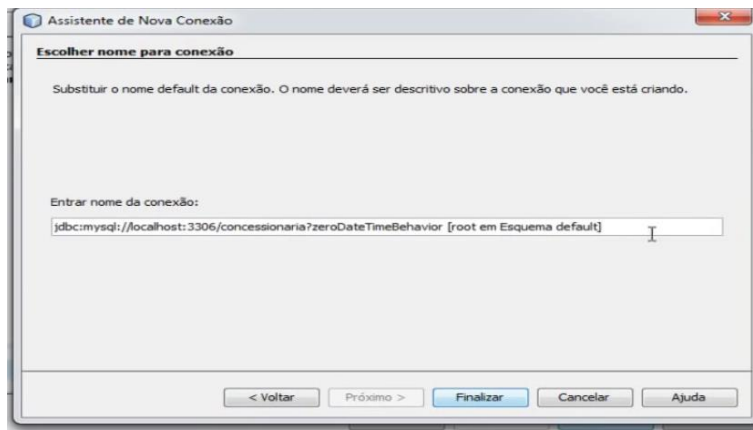 Assistente de Nova Conexão
Escolher nome para conexão
Substituir o nome default da conexão. O nome deverá ser descritivo sobre a conexão que você está criando.
Entrar nome da conexão:
jdbc:mysql://localhost:3306/concessionaria?zeroDateTimeBehavior [root em Esquema default]
< Voltar
Próximo >
Finalizar
Cancelar
Ajuda